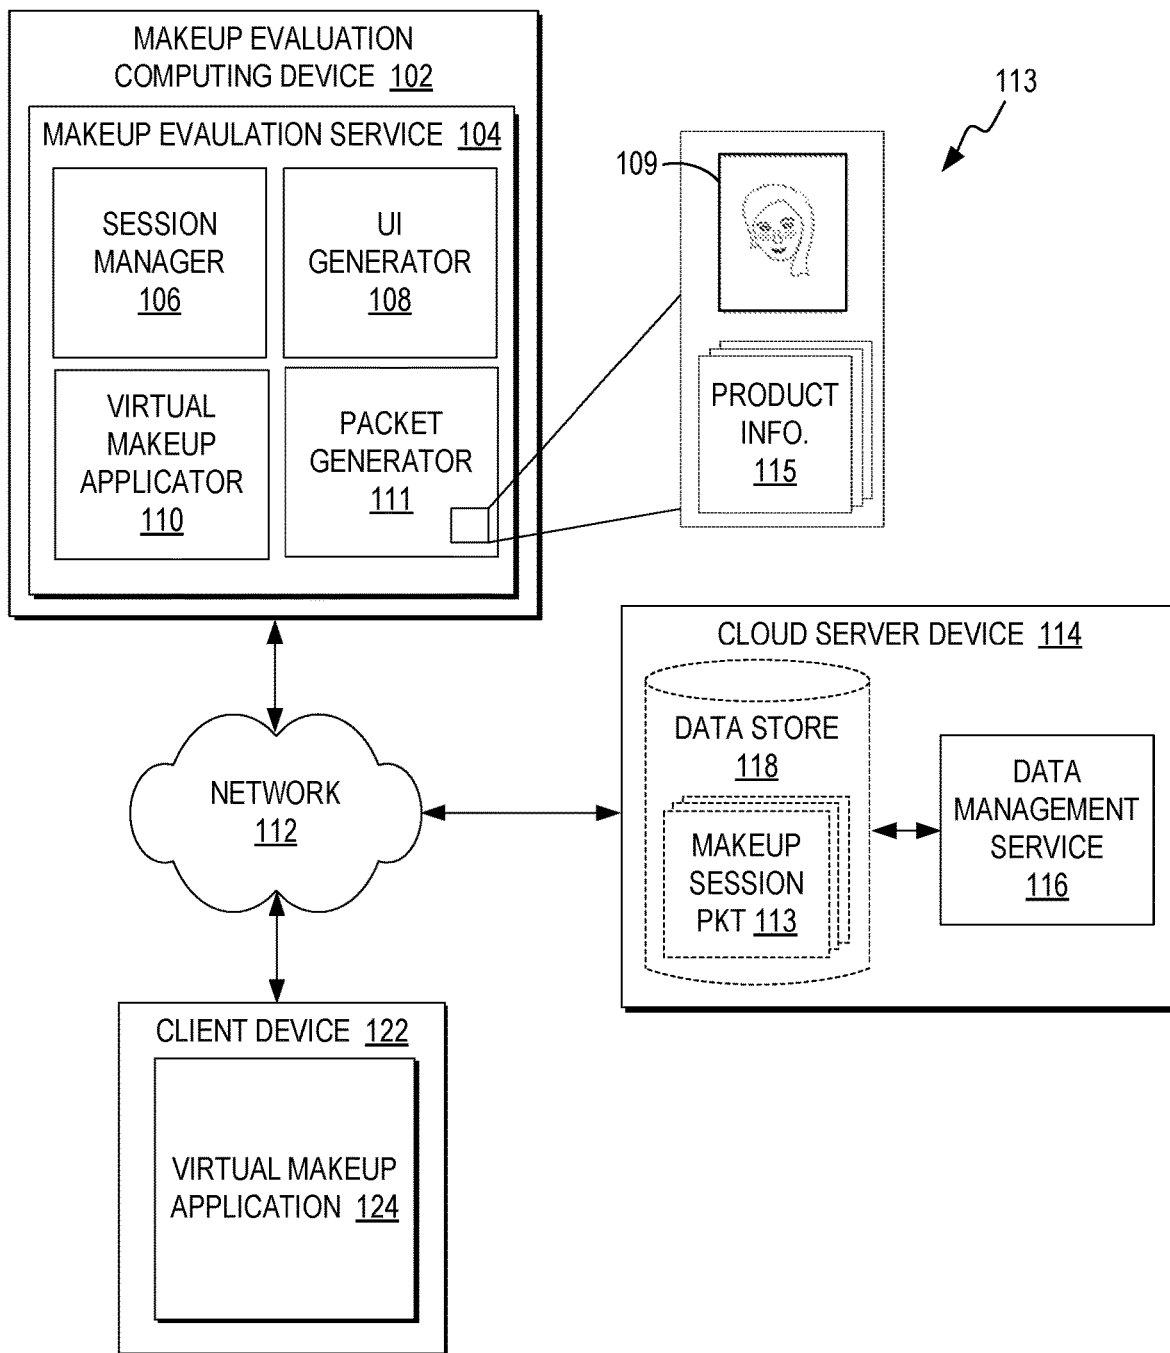 MAKEUP EVALUATION
COMPUTING DEVICE 102
MAKEUP EVAULATION SERVICE 104
SESSION
MANAGER
106
UI
GENERATOR
108
VIRTUAL
MAKEUP
APPLICATOR
110
PACKET
GENERATOR
111
113
109
PRODUCT
INFO.
115
CLOUD SERVER DEVICE 114
DATA STORE
118
MAKEUP
SESSION
PKT 113
DATA
MANAGEMENT
SERVICE
116
NETWORK
112
CLIENT DEVICE 122
VIRTUAL MAKEUP
APPLICATION 124